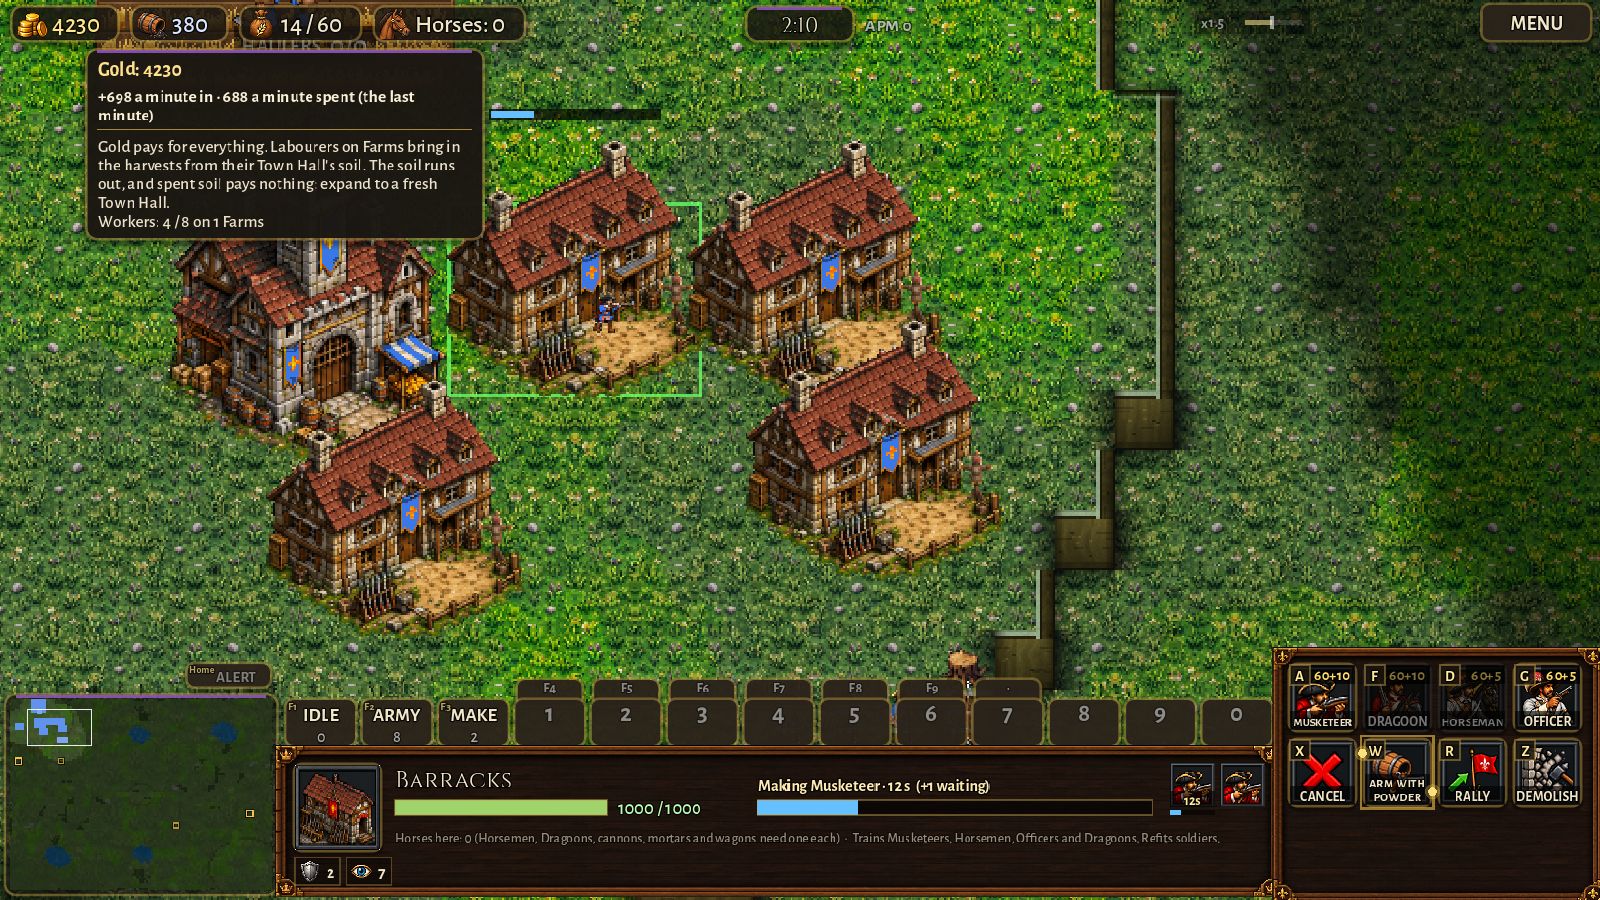 4230
380
14/60
Horses: 0
2:10
APM 0
x1.5
MENU
Gold: 4230
+698 a minute in · 688 a minute spent (the last
minute)
Gold pays for everything. Labourers on Farms bring in
the harvests from their Town Hall's soil. The soil runs
out, and spent soil pays nothing: expand to a fresh
Town Hall.
Workers: 4 /8 on 1 Farms
Home
ALERT
F1 IDLE 0
F2 ARMY 8
F3 MAKE 2
F4 1
F5 2
F6 3
F7 4
F8 5
F9 6
· 7
8
9
0
BARRACKS
1000 /1000
Making Musketeer · 12 s (+1 waiting)
12s
Horses here: 0 (Horsemen, Dragoons, cannons, mortars and wagons need one each) · Trains Musketeers, Horsemen, Officers and Dragoons, Refits soldiers.
2
7
A 60+10 MUSKETEER
F 60+10 DRAGOON
D 60+5 HORSEMAN
G 60+5 OFFICER
X CANCEL
W ARM WITH POWDER
R RALLY
Z DEMOLISH